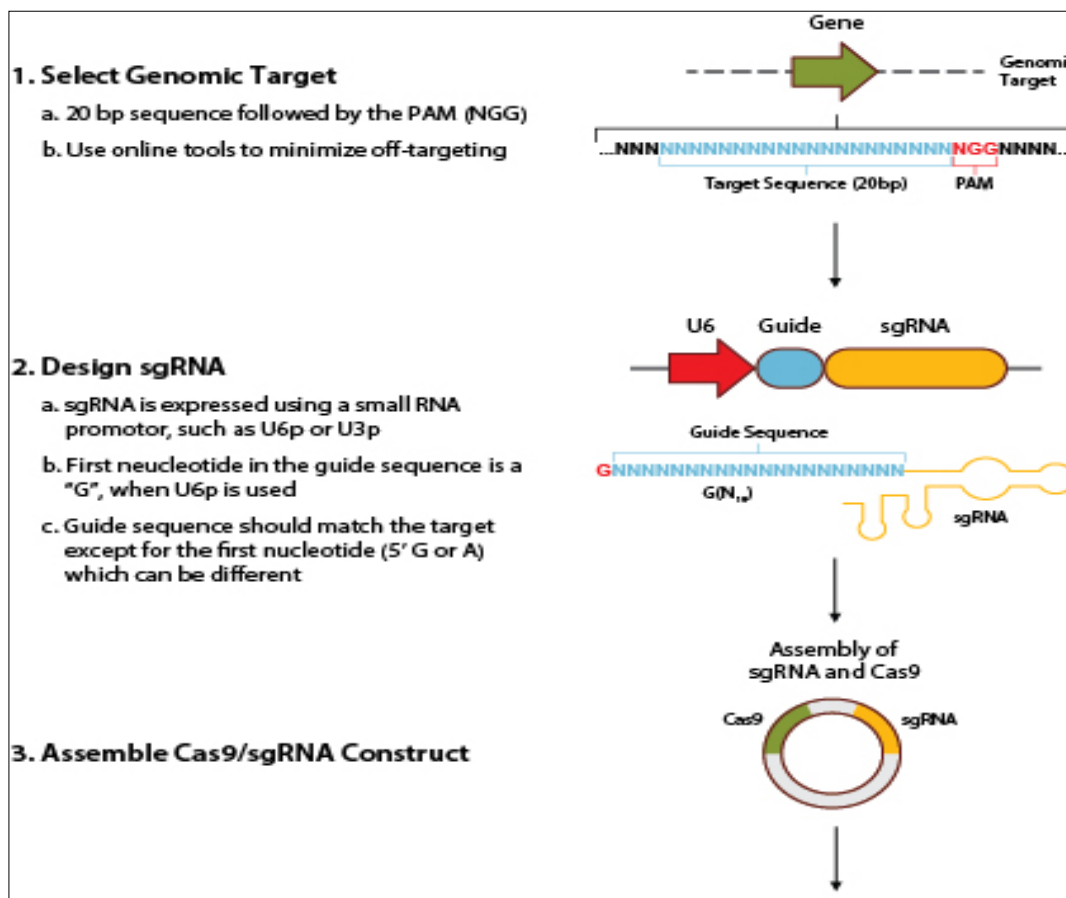 Gene
1. Select Genomic Target
Genomi
Target
a. 20 bp sequence followed by the PAM (NGG)
b. Use online tools to minimize off-targeting
...NNNNNNNNNNNNNNNNNNNNNNNNGGNNNN...
Target Sequence (20bp)
PAM
U6
Guide
sgRNA
2. Design sgRNA
a. sgRNA is expressed using a small RNA
promotor, such as U6p or U3p
Guide Sequence
b. First neucleotide in the guide sequence is a
"G", when U6p is used
GNNNNNNNNNNNNNNNNNNNN
G(N₁₉)
c. Guide sequence should match the target
except for the first nucleotide (5' G or A)
which can be different
sgRNA
Assembly of
sgRNA and Cas9
Cas9
sgRNA
3. Assemble Cas9/sgRNA Construct